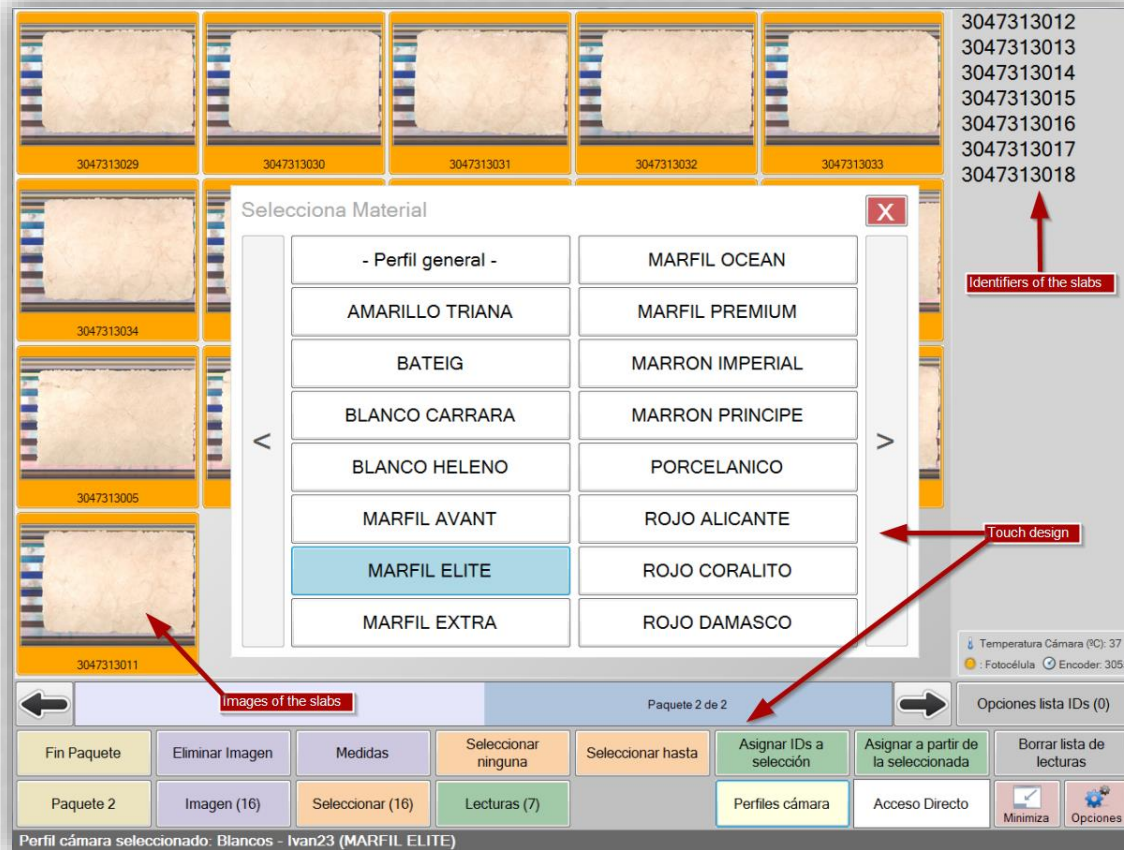 3047313012
3047313013
3047313014
3047313015
3047313016
3047313017
3047313018
Identifiers of the slabs
3047313029
3047313030
3047313031
3047313032
3047313033
3047313034
3047313005
3047313011
Selecciona Material
X
- Perfil general -
MARFIL OCEAN
AMARILLO TRIANA
MARFIL PREMIUM
BATEIG
MARRON IMPERIAL
BLANCO CARRARA
MARRON PRINCIPE
<
>
BLANCO HELENO
PORCELANICO
MARFIL AVANT
ROJO ALICANTE
MARFIL ELITE
ROJO CORALITO
MARFIL EXTRA
ROJO DAMASCO
Touch design
Images of the slabs
Temperatura Cámara (ºC): 37
: Fotocélula Encoder: 305
Paquete 2 de 2
Opciones lista IDs (0)
Fin Paquete
Eliminar Imagen
Medidas
Seleccionar
ninguna
Seleccionar hasta
Asignar IDs a
selección
Asignar a partir de
la seleccionada
Borrar lista de
lecturas
Paquete 2
Imagen (16)
Seleccionar (16)
Lecturas (7)
Perfiles cámara
Acceso Directo
Minimiza
Opciones
Perfil cámara seleccionado: Blancos - Ivan23 (MARFIL ELITE)